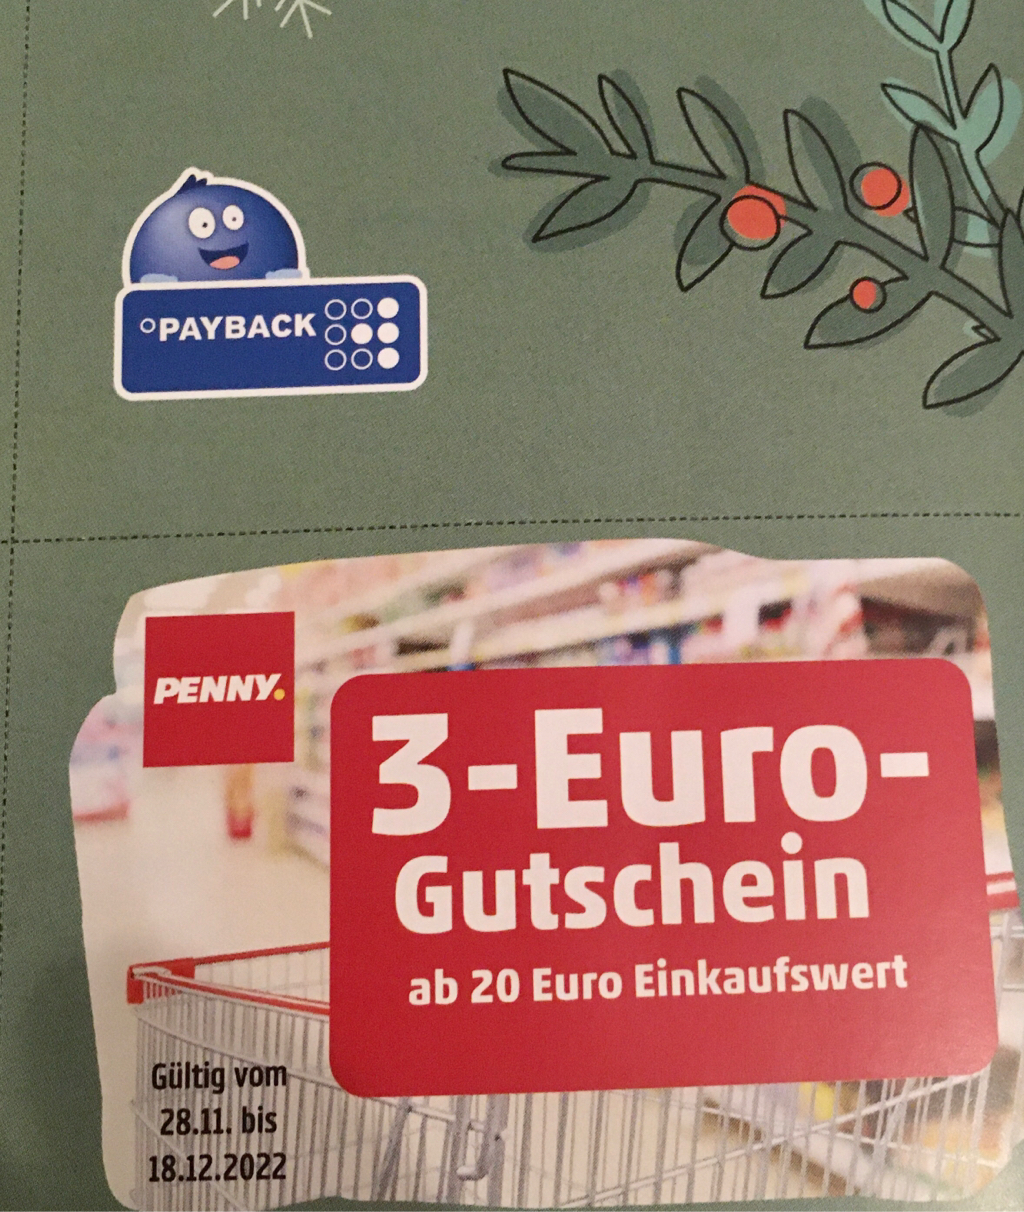 PAYBACK
PENNY.
3-Euro-
Gutschein
ab 20 Euro Einkaufswert
Gültig vom
28.11. bis
18.12.2022